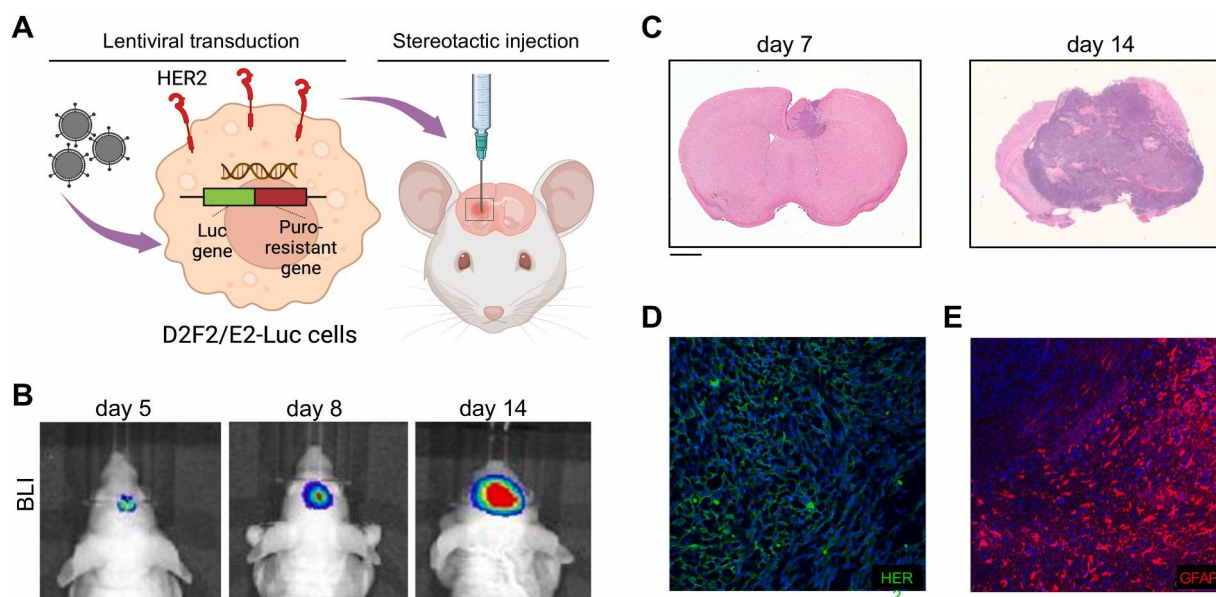 A
Lentiviral transduction
Stereotactic injection
HER2
Luc
gene
Puro-
resistant
gene
D2F2/E2-Luc cells
B
day 5
day 8
day 14
BLI
C
day 7
day 14
D
HER
2
E
GFAP